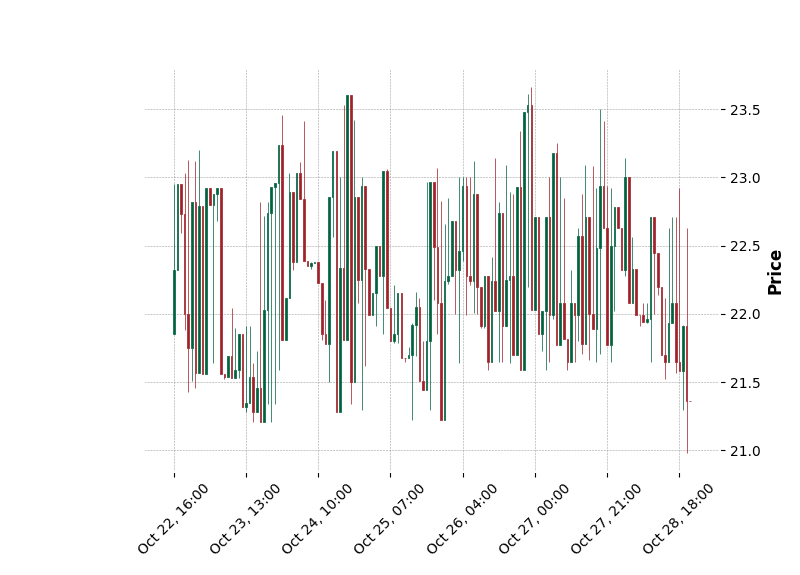 23.5
23.0
22.5
22.0
21.5
21.0
Price
Oct 22, 16:00
Oct 23, 13:00
Oct 24, 10:00
Oct 25, 07:00
Oct 26, 04:00
Oct 27, 00:00
Oct 27, 21:00
Oct 28, 18:00